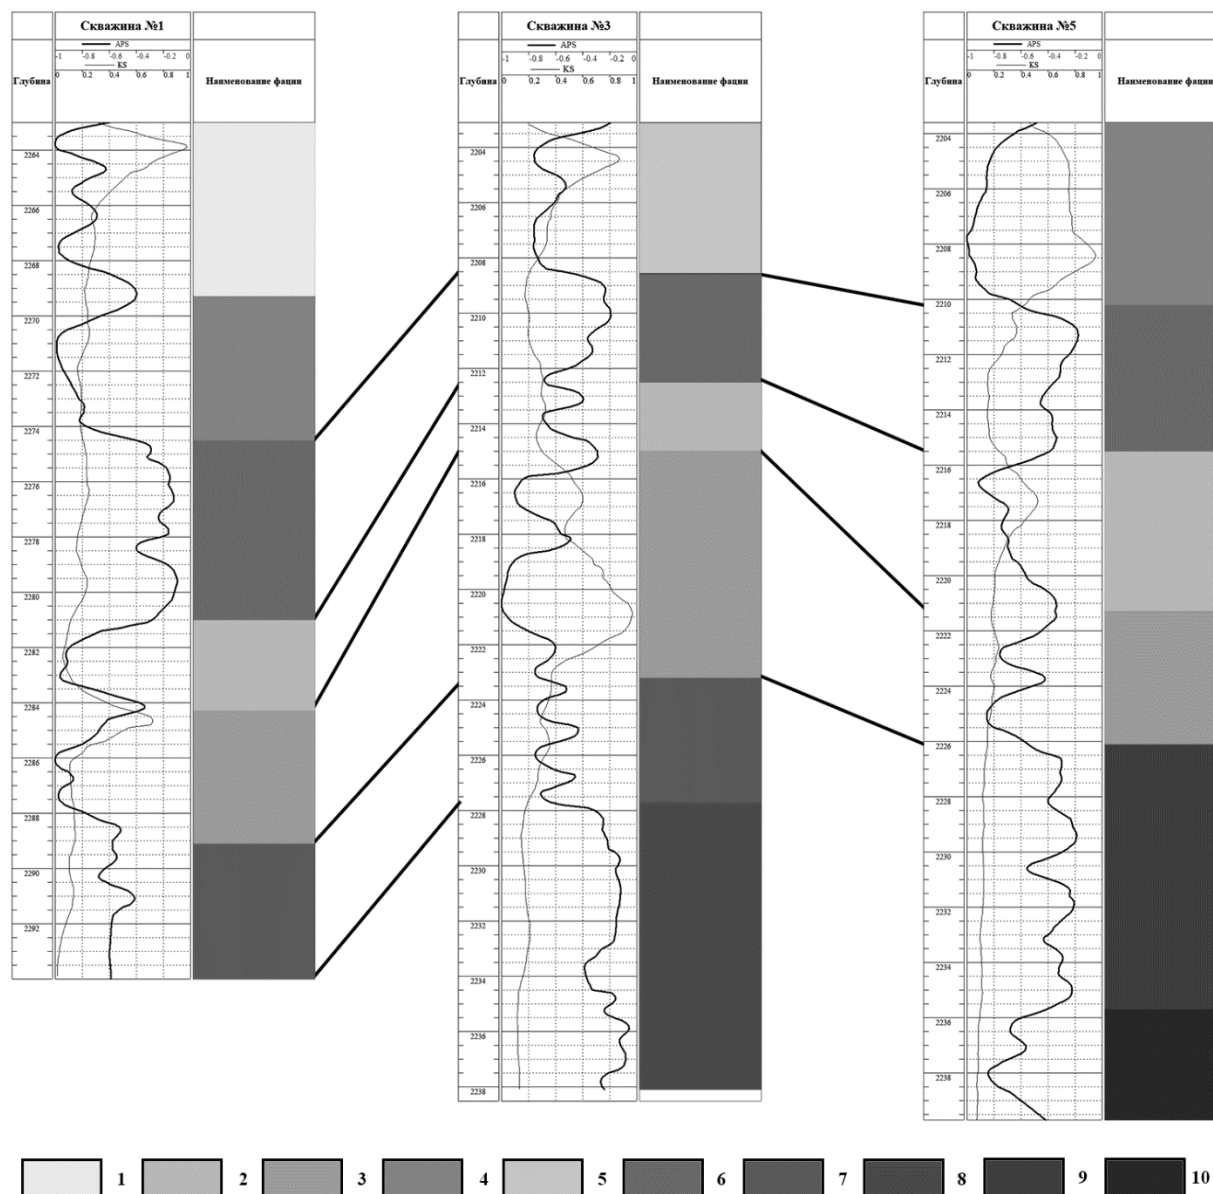 Скважина №1
APS
-1 -0.8 -0.6 -0.4 -0.2 0
KS
0 0.2 0.4 0.6 0.8 1
Глубина
Наименование фации
2264
2266
2268
2270
2272
2274
2276
2278
2280
2282
2284
2286
2288
2290
2292
Скважина №3
APS
-1 -0.8 -0.6 -0.4 -0.2 0
KS
0 0.2 0.4 0.6 0.8 1
Глубина
Наименование фации
2204
2206
2208
2210
2212
2214
2216
2218
2220
2222
2224
2226
2228
2230
2232
2234
2236
2238
Скважина №5
APS
-1 -0.8 -0.6 -0.4 -0.2 0
KS
0 0.2 0.4 0.6 0.8 1
Глубина
Наименование фации
2204
2206
2208
2210
2212
2214
2216
2218
2220
2222
2224
2226
2228
2230
2232
2234
2236
2238
1 2 3 4 5 6 7 8 9 10